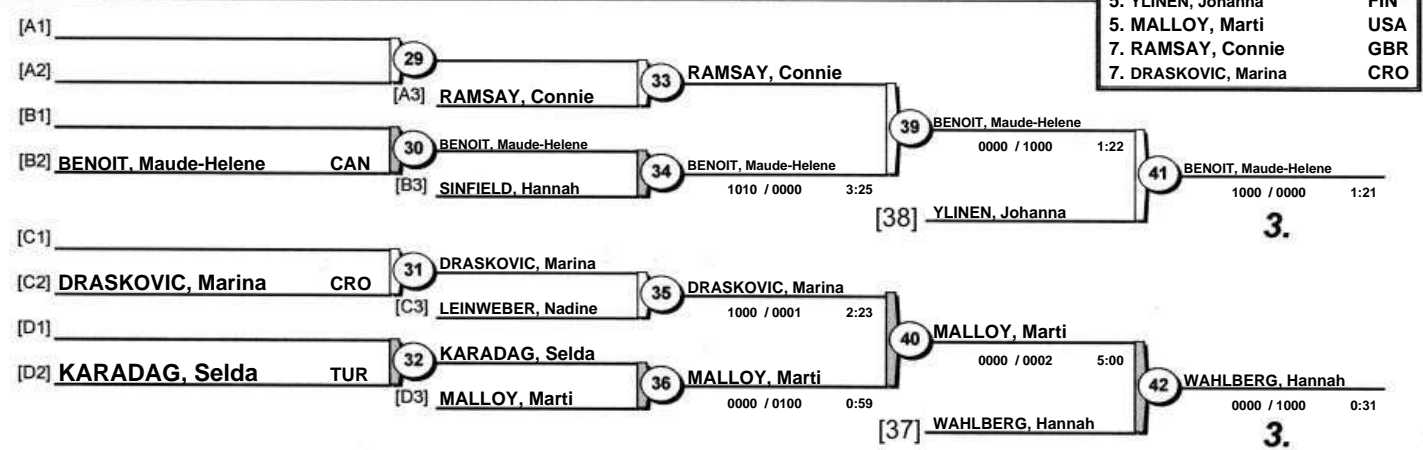 5. YLINEN, Johanna FIN
5. MALLOY, Marti USA
7. RAMSAY, Connie GBR
7. DRASKOVIC, Marina CRO
[A1]
29
[A2]
[A3] RAMSAY, Connie
33
RAMSAY, Connie
[B1]
30
[B2] BENOIT, Maude-Helene CAN
BENOIT, Maude-Helene
[B3] SINFIELD, Hannah
34
BENOIT, Maude-Helene
1010 / 0000 3:25
39
BENOIT, Maude-Helene
0000 / 1000 1:22
[38] YLINEN, Johanna
41
BENOIT, Maude-Helene
1000 / 0000 1:21
3.
[C1]
31
[C2] DRASKOVIC, Marina CRO
DRASKOVIC, Marina
[C3] LEINWEBER, Nadine
35
DRASKOVIC, Marina
1000 / 0001 2:23
[D1]
32
[D2] KARADAG, Selda TUR
KARADAG, Selda
[D3] MALLOY, Marti
36
MALLOY, Marti
0000 / 0100 0:59
40
MALLOY, Marti
0000 / 0002 5:00
[37] WAHLBERG, Hannah
42
WAHLBERG, Hannah
0000 / 1000 0:31
3.